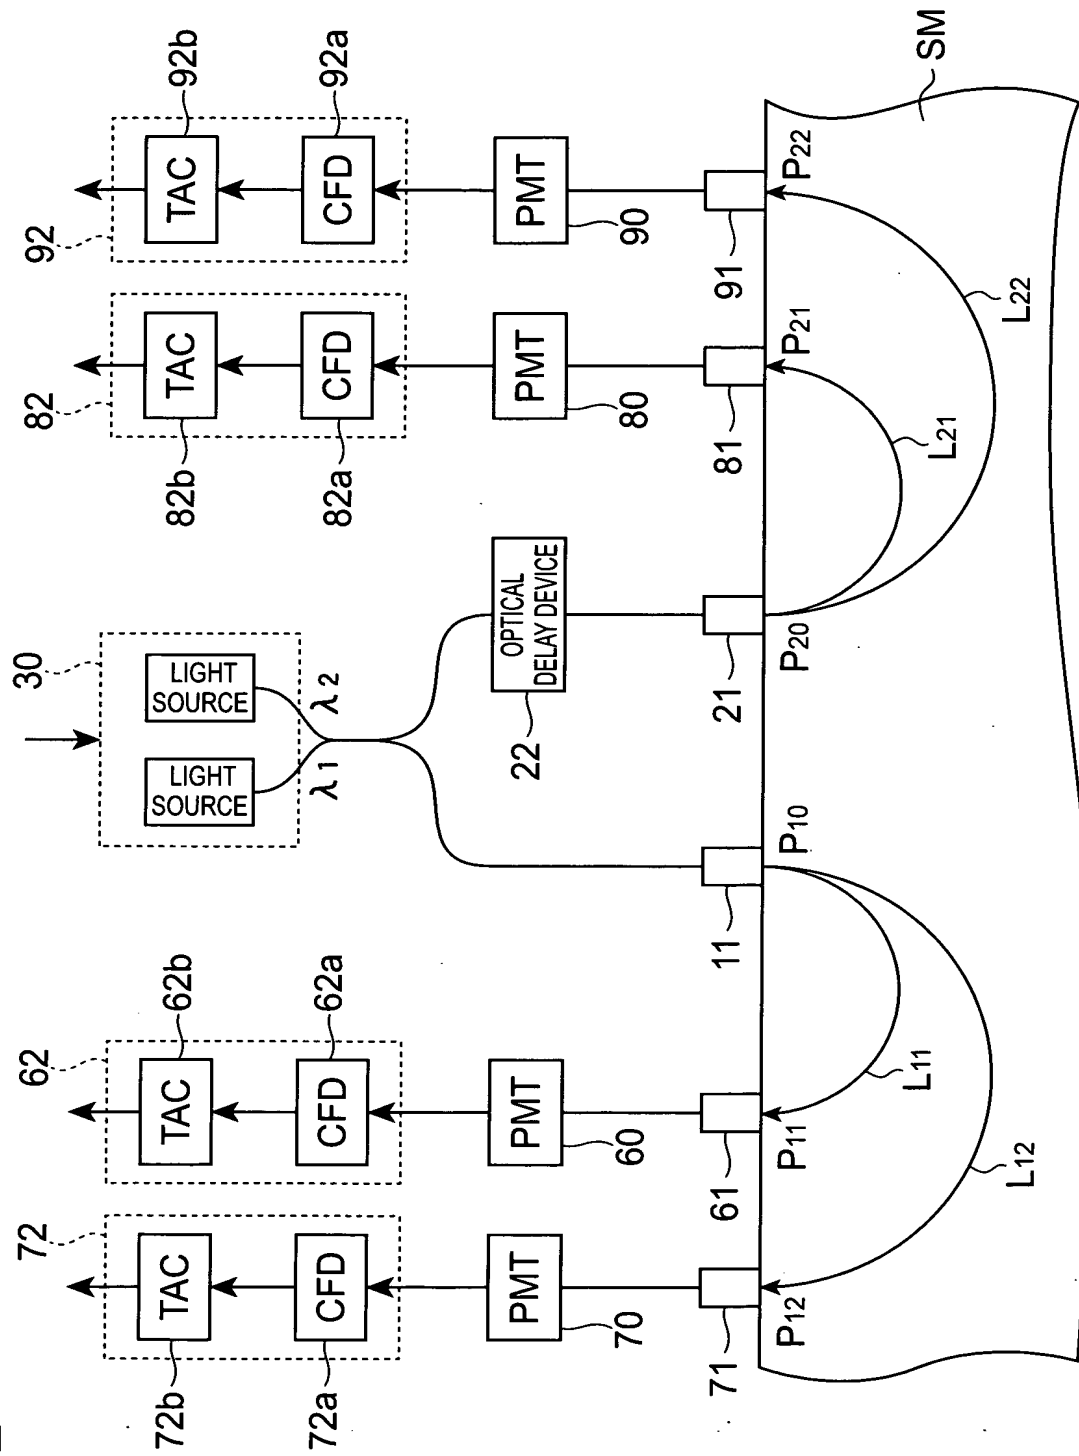 30
LIGHT
SOURCE
LIGHT
SOURCE
λ1
λ2
72
TAC
72b
CFD
72a
PMT
70
71
62
TAC
62b
CFD
62a
PMT
60
61
11
OPTICAL
DELAY DEVICE
22
21
82
TAC
82b
CFD
82a
PMT
80
81
92
TAC
92b
CFD
92a
PMT
90
91
P12
P11
P10
P20
P21
P22
L12
L11
L21
L22
SM